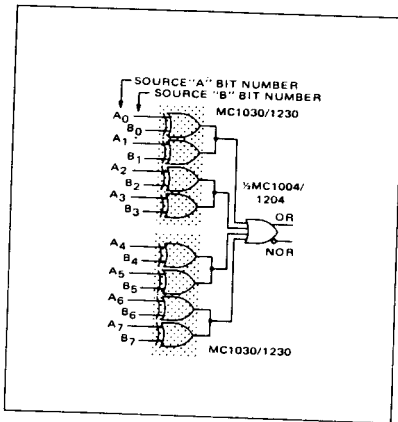 SOURCE "A" BIT NUMBER
SOURCE "B" BIT NUMBER
MC1030/1230
A0
B0
A1
B1
A2
B2
A3
B3
½MC1004/
1204
OR
NOR
A4
B4
A5
B5
A6
B6
A7
B7
MC1030/1230